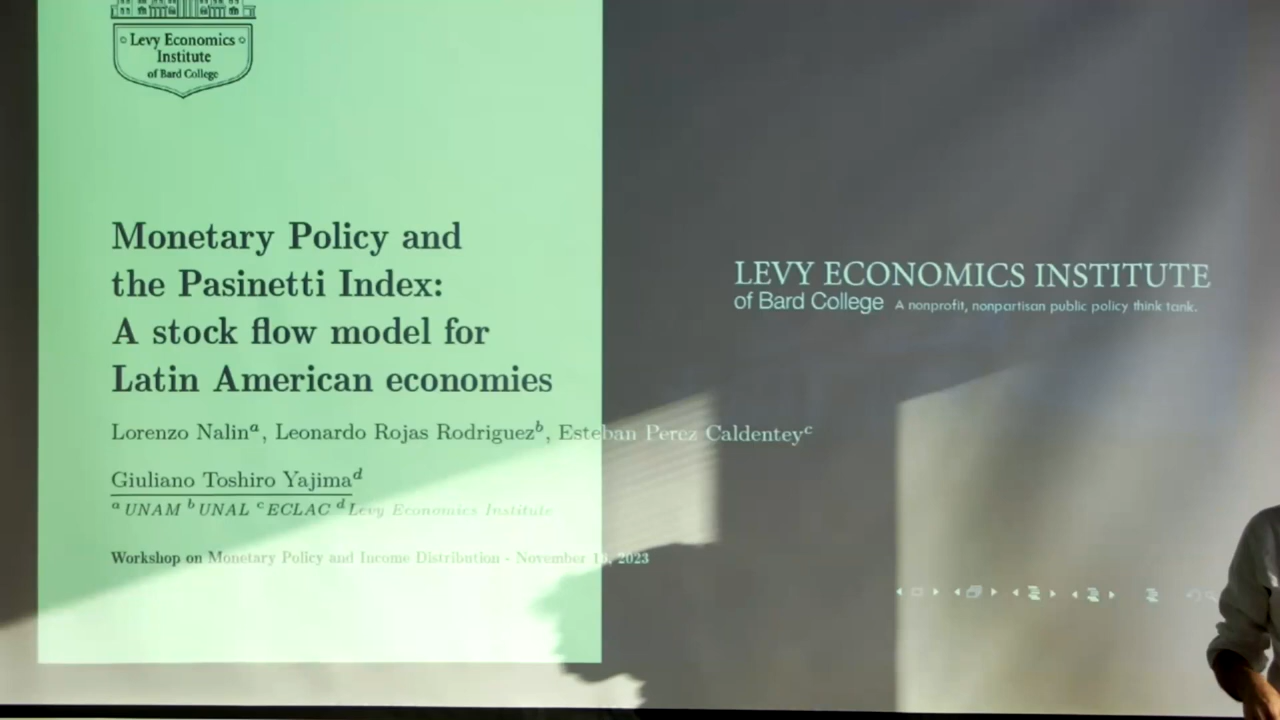 Levy Economics
Institute
of Bard College
Monetary Policy and
the Pasinetti Index:
A stock flow model for
Latin American economies
Lorenzo Nalinᵃ, Leonardo Rojas Rodriguezᵇ, Esteban Perez Caldenteyᶜ
Giuliano Toshiro Yajimaᵈ
ᵃ UNAM ᵇ UNAL ᶜ ECLAC ᵈ Levy Economics Institute
Workshop on Monetary Policy and Income Distribution - November 2023
LEVY ECONOMICS INSTITUTE
of Bard College A nonprofit, nonpartisan public policy think tank.